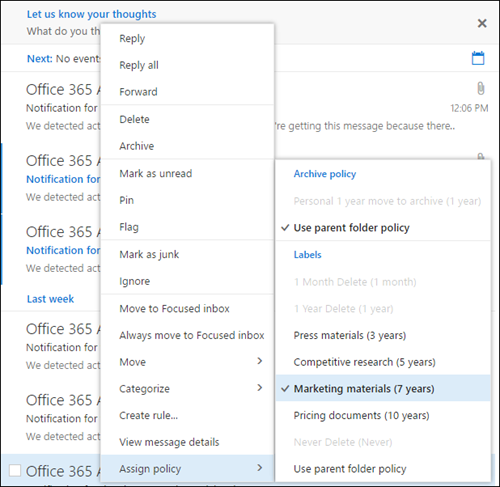 Let us know your thoughts
What do you th
Next: No events
Office 365 A
Notification for
12:06 PM
We detected act
're getting this message because there..
Office 365 A
Notification for
We detected act
Office 365 A
Notification for
We detected act
Last week
Office 365 A
Notification for
We detected act
Office 365 A
Notification for
We detected act
Office 365 A
Reply
Reply all
Forward
Delete
Archive
Mark as unread
Pin
Flag
Mark as junk
Ignore
Move to Focused inbox
Always move to Focused inbox
Move
Categorize
Create rule...
View message details
Assign policy
Archive policy
Personal 1 year move to archive (1 year)
Use parent folder policy
Labels
1 Month Delete (1 month)
1 Year Delete (1 year)
Press materials (3 years)
Competitive research (5 years)
Marketing materials (7 years)
Pricing documents (10 years)
Never Delete (Never)
Use parent folder policy